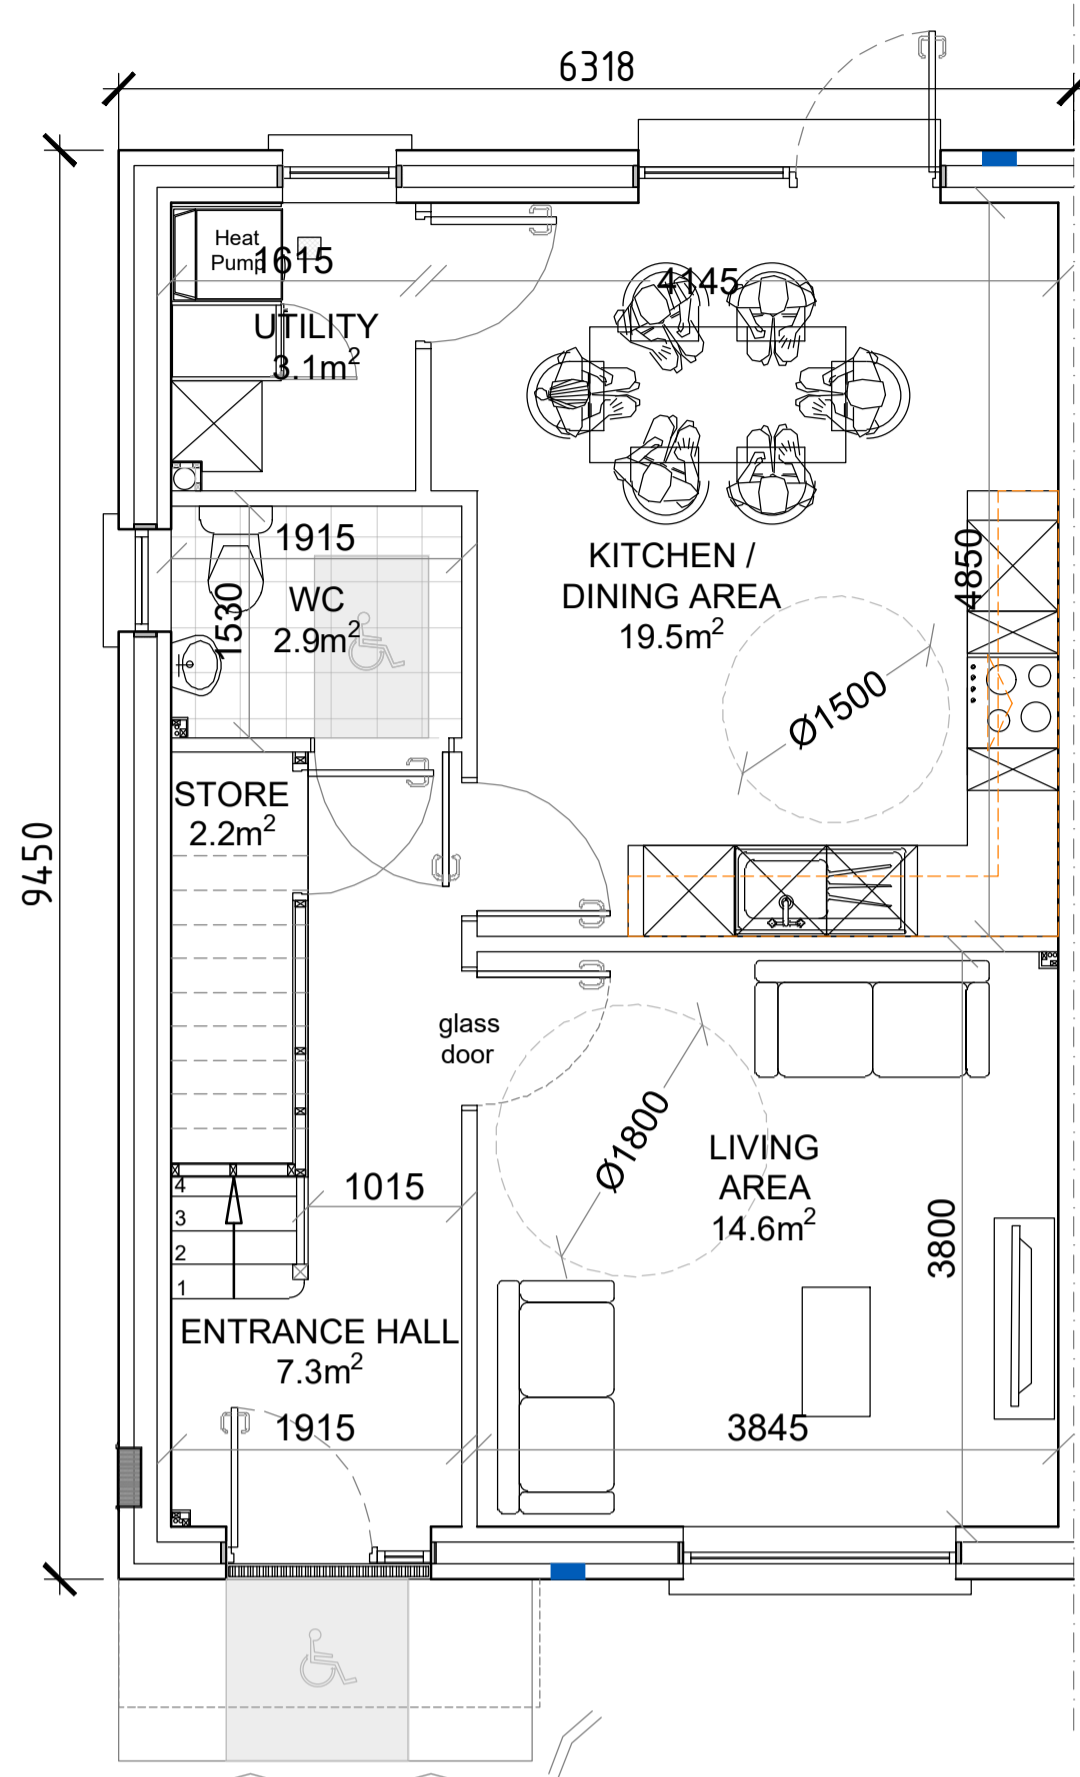 6318
Heat
Pump
1615
4145
UTILITY
3.1m²
1915
KITCHEN /
DINING AREA
19.5m²
4850
WC
2.9m²
1530
Ø1500
STORE
2.2m²
9450
glass
door
Ø1800
LIVING
AREA
14.6m²
1015
4
3
2
1
3800
ENTRANCE HALL
7.3m²
1915
3845